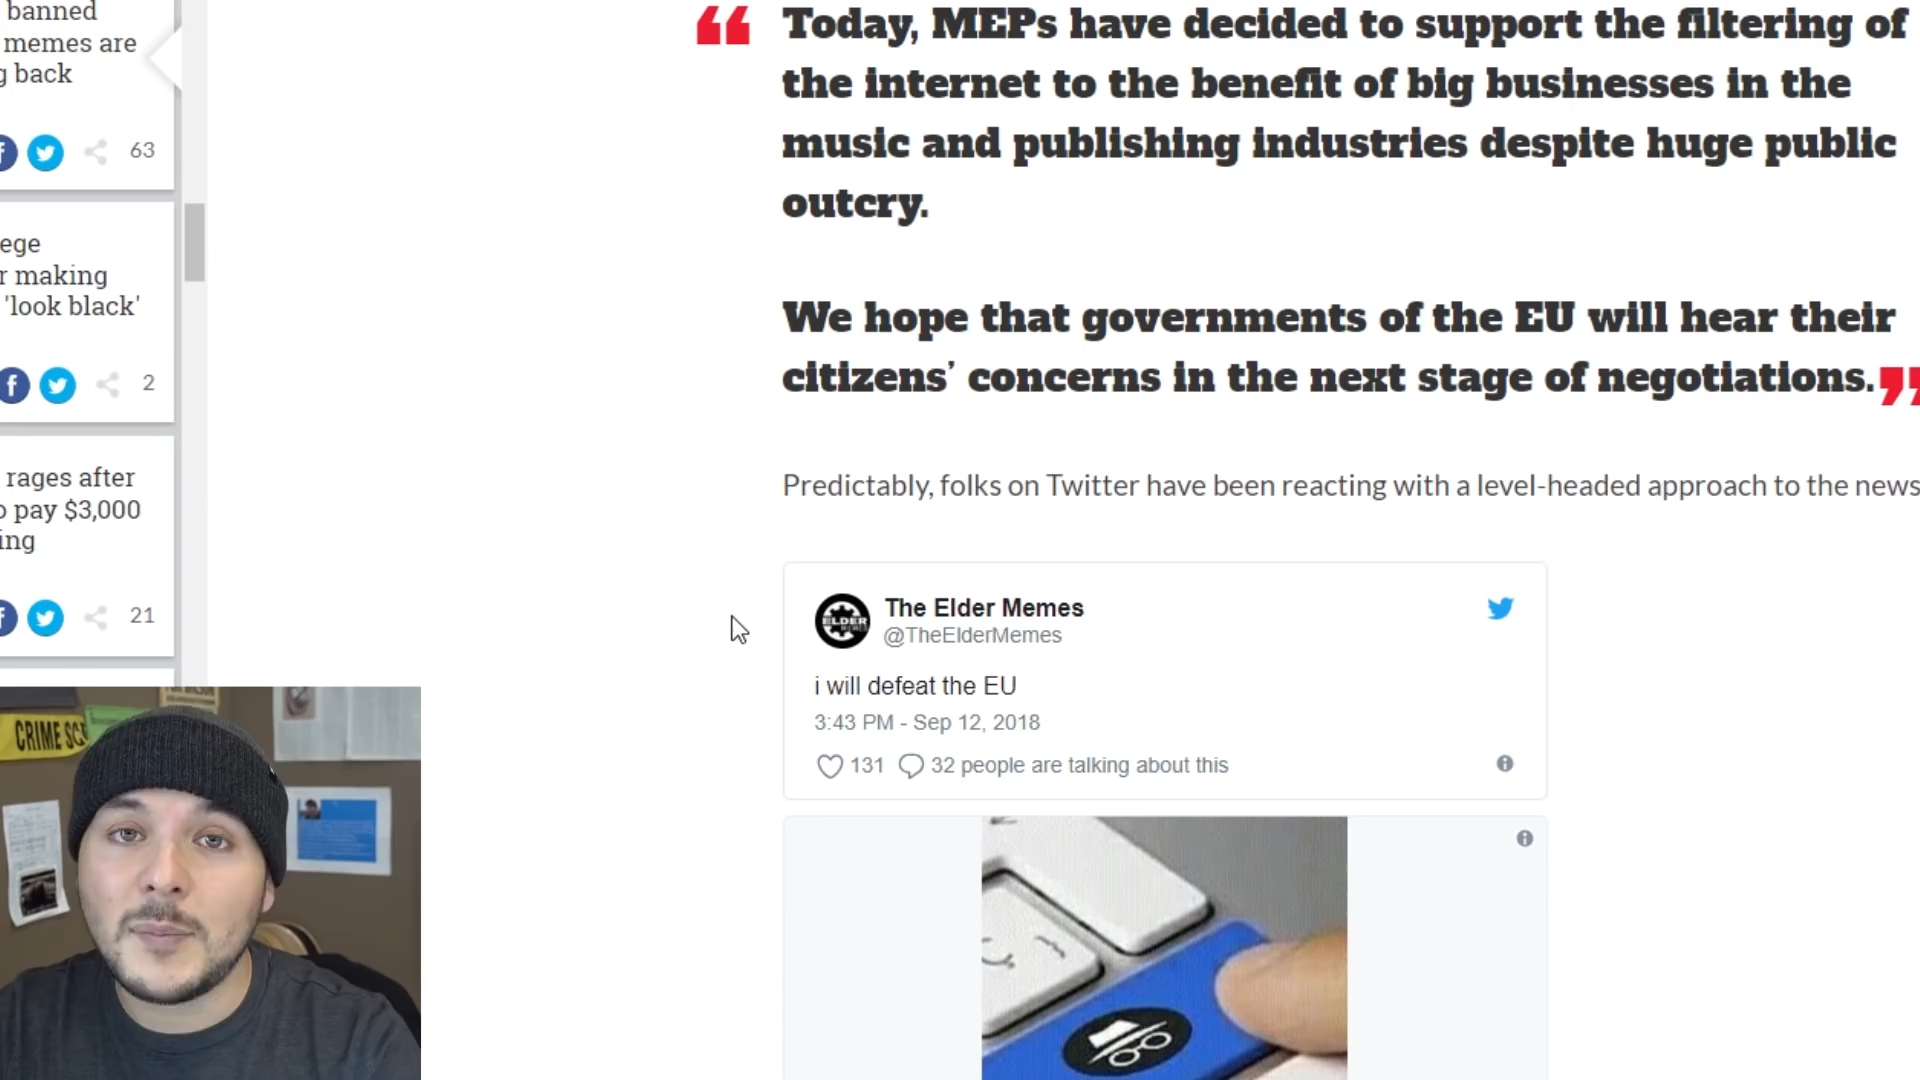 banned
memes are
g back
63
ege
r making
'look black'
2
rages after
o pay $3,000
ing
21
Today, MEPs have decided to support the filtering of
the internet to the benefit of big businesses in the
music and publishing industries despite huge public
outcry.
We hope that governments of the EU will hear their
citizens’ concerns in the next stage of negotiations.
Predictably, folks on Twitter have been reacting with a level-headed approach to the news
ELDER
The Elder Memes
@TheElderMemes
i will defeat the EU
3:43 PM - Sep 12, 2018
131 32 people are talking about this
CRIME SC